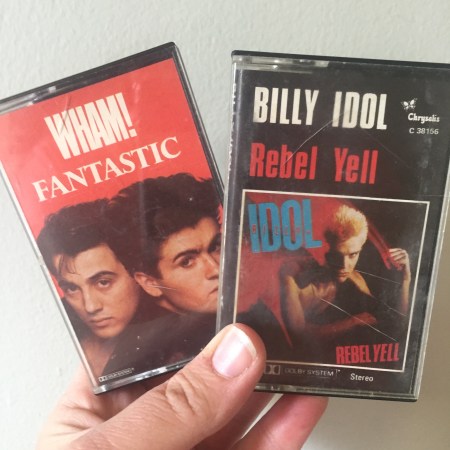 WHAM!
FANTASTIC
BILLY IDOL
Chrysalis
C 38156
Rebel Yell
IDOL
REBEL YELL
DOLBY SYSTEM
Stereo